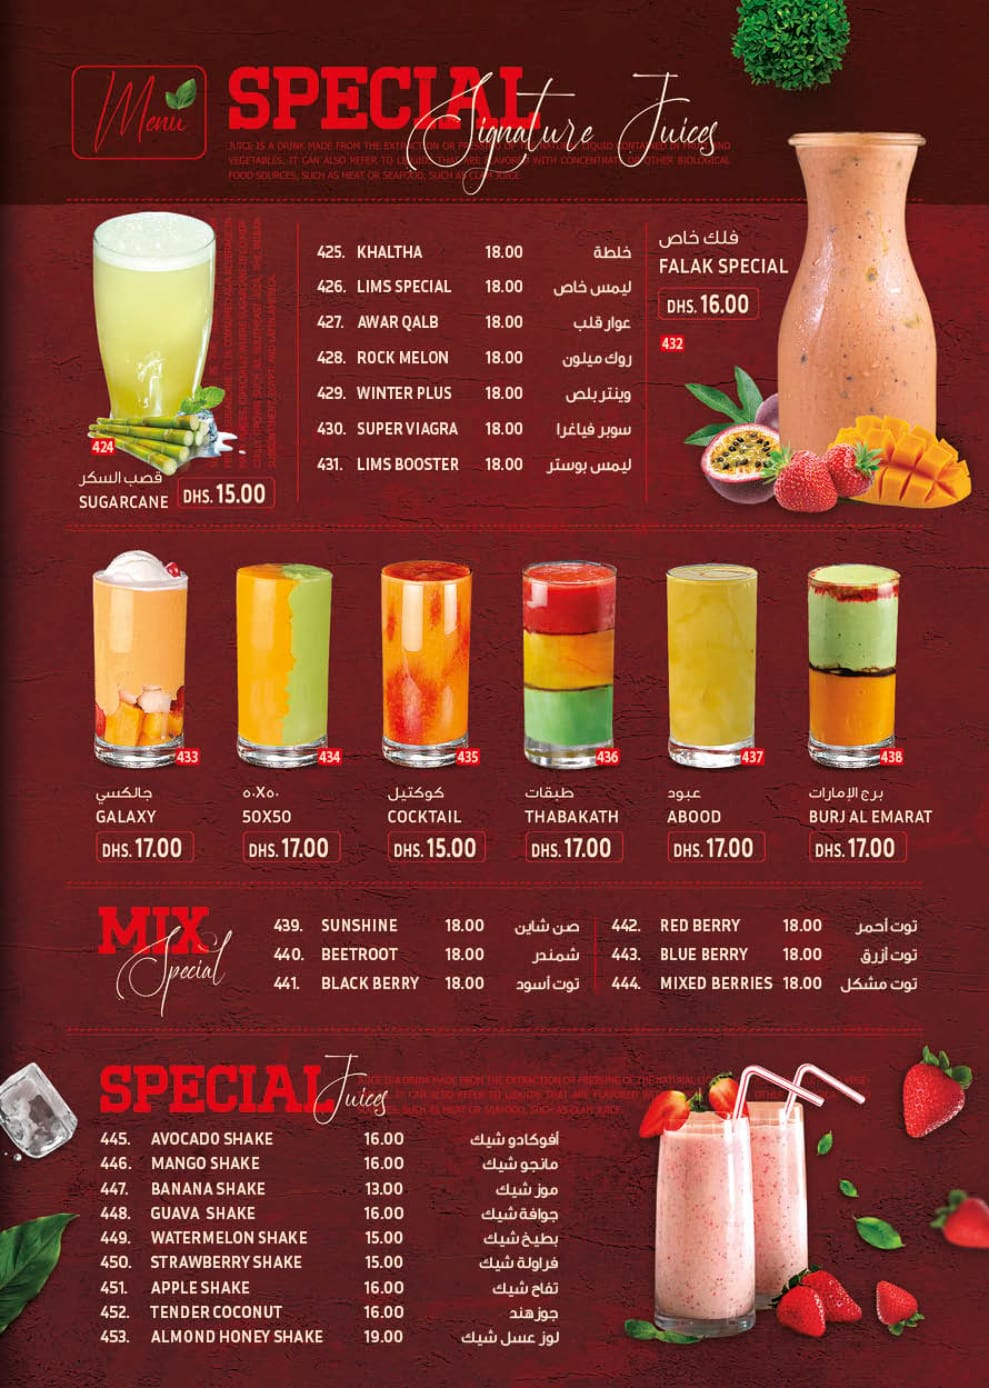 Menu
SPECIAL
Signature Juices
JUICE IS A DRINK MADE FROM THE EXTRACTION OR PRESSING OF THE NATURAL LIQUID CONTAINED IN FRUIT AND
VEGETABLES. IT CAN ALSO REFER TO LIQUIDS THAT ARE FLAVORED WITH CONCENTRATE OR OTHER BIOLOGICAL
FOOD SOURCES, SUCH AS MEAT OR SEAFOOD, SUCH AS CLAM JUICE.
424
قصب السكر
SUGARCANE DHS. 15.00
425. KHALTHA 18.00 خلطة
426. LIMS SPECIAL 18.00 ليمس خاص
427. AWAR QALB 18.00 عوار قلب
428. ROCK MELON 18.00 روك ميلون
429. WINTER PLUS 18.00 وينتر بلص
430. SUPER VIAGRA 18.00 سوبر فياغرا
431. LIMS BOOSTER 18.00 ليمس بوستر
فلك خاص
FALAK SPECIAL
DHS. 16.00
432
433
جالكسي
GALAXY
DHS. 17.00
434
٥٠X٥٠
50X50
DHS. 17.00
435
كوكتيل
COCKTAIL
DHS. 15.00
436
طبقات
THABAKATH
DHS. 17.00
437
عبود
ABOOD
DHS. 17.00
438
برج الإمارات
BURJ AL EMARAT
DHS. 17.00
MIX
Special
439. SUNSHINE 18.00 صن شاين
440. BEETROOT 18.00 شمندر
441. BLACK BERRY 18.00 توت أسود
442. RED BERRY 18.00 توت أحمر
443. BLUE BERRY 18.00 توت أزرق
444. MIXED BERRIES 18.00 توت مشكل
SPECIAL
Juices
JUICE IS A DRINK MADE FROM THE EXTRACTION OR PRESSING OF THE NATURAL
IT CAN ALSO REFER TO LIQUIDS THAT ARE FLAVORED
SUCH AS MEAT OR SEAFOOD, SUCH AS CLAM JUICE.
445. AVOCADO SHAKE 16.00 أفوكادو شيك
446. MANGO SHAKE 16.00 مانجو شيك
447. BANANA SHAKE 13.00 موز شيك
448. GUAVA SHAKE 16.00 جوافة شيك
449. WATERMELON SHAKE 15.00 بطيخ شيك
450. STRAWBERRY SHAKE 15.00 فراولة شيك
451. APPLE SHAKE 16.00 تفاح شيك
452. TENDER COCONUT 16.00 جوز هند
453. ALMOND HONEY SHAKE 19.00 لوز عسل شيك